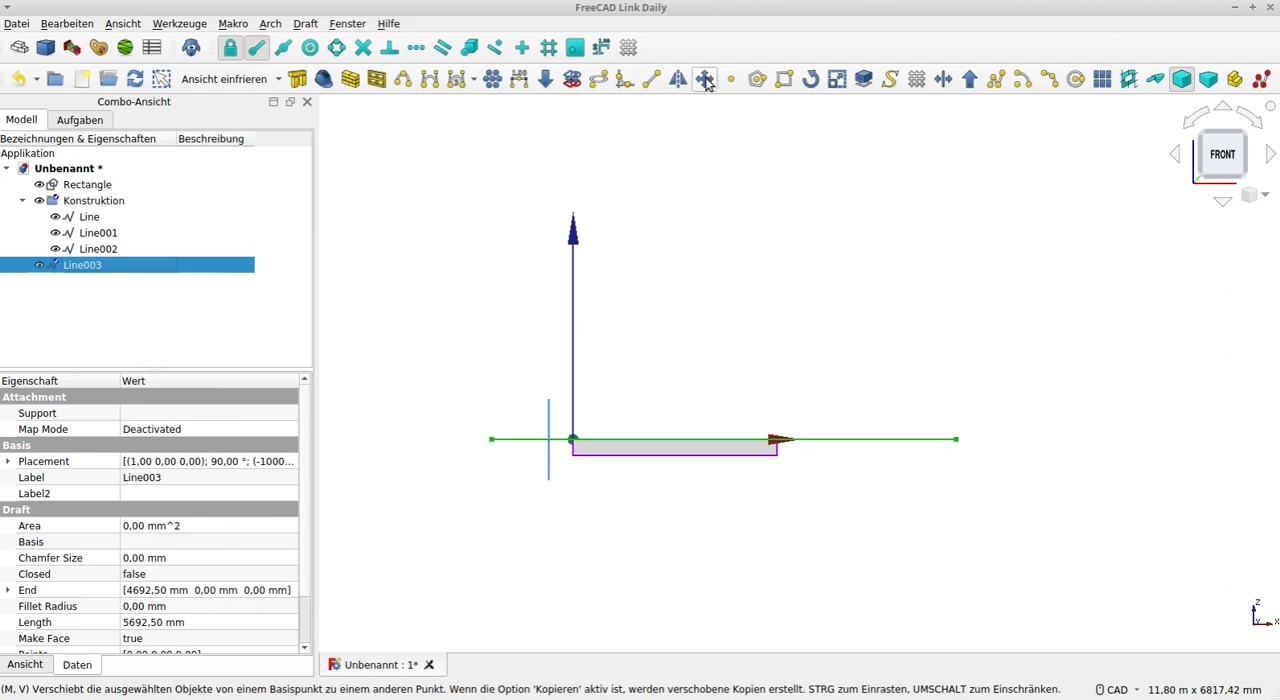 FreeCAD Link Daily
Datei Bearbeiten Ansicht Werkzeuge Makro Arch Draft Fenster Hilfe
Ansicht einfrieren
Combo-Ansicht
Modell Aufgaben
Bezeichnungen & Eigenschaften Beschreibung
Applikation
Unbenannt *
Rectangle
Konstruktion
Line
Line001
Line002
Line003
FRONT
Eigenschaft Wert
Attachment
Support
Map Mode Deactivated
Basis
Placement [(1,00 0,00 0,00); 90,00 °; (-1000...
Label Line003
Label2
Draft
Area 0,00 mm^2
Basis
Chamfer Size 0,00 mm
Closed false
End [4692,50 mm 0,00 mm 0,00 mm]
Fillet Radius 0,00 mm
Length 5692,50 mm
Make Face true
Z
Y
X
Ansicht Daten
Unbenannt : 1*
(M, V) Verschiebt die ausgewählten Objekte von einem Basispunkt zu einem anderen Punkt. Wenn die Option 'Kopieren' aktiv ist, werden verschobene Kopien erstellt. STRG zum Einrasten, UMSCHALT zum Einschränken. CAD 11,80 m x 6817,42 mm